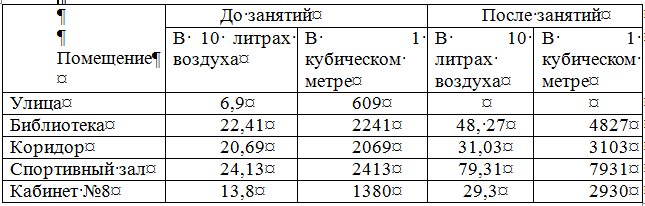 До занятий После занятий
Помещение В 10 литрах воздуха В 1 кубическом метре В 10 литрах воздуха В 1 кубическом метре
Улица 6,9 609
Библиотека 22,41 2241 48, 27 4827
Коридор 20,69 2069 31,03 3103
Спортивный зал 24,13 2413 79,31 7931
Кабинет №8 13,8 1380 29,3 2930